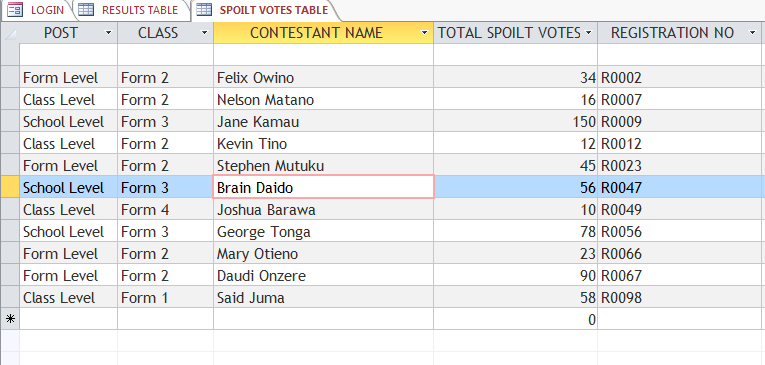 LOGIN RESULTS TABLE SPOILT VOTES TABLE
POST CLASS CONTESTANT NAME TOTAL SPOILT VOTES REGISTRATION NO
Form Level Form 2 Felix Owino 34 R0002
Class Level Form 2 Nelson Matano 16 R0007
School Level Form 3 Jane Kamau 150 R0009
Class Level Form 2 Kevin Tino 12 R0012
Form Level Form 2 Stephen Mutuku 45 R0023
School Level Form 3 Brain Daido 56 R0047
Class Level Form 4 Joshua Barawa 10 R0049
School Level Form 3 George Tonga 78 R0056
Form Level Form 2 Mary Otieno 23 R0066
Form Level Form 2 Daudi Onzere 90 R0067
Class Level Form 1 Said Juma 58 R0098
* 0